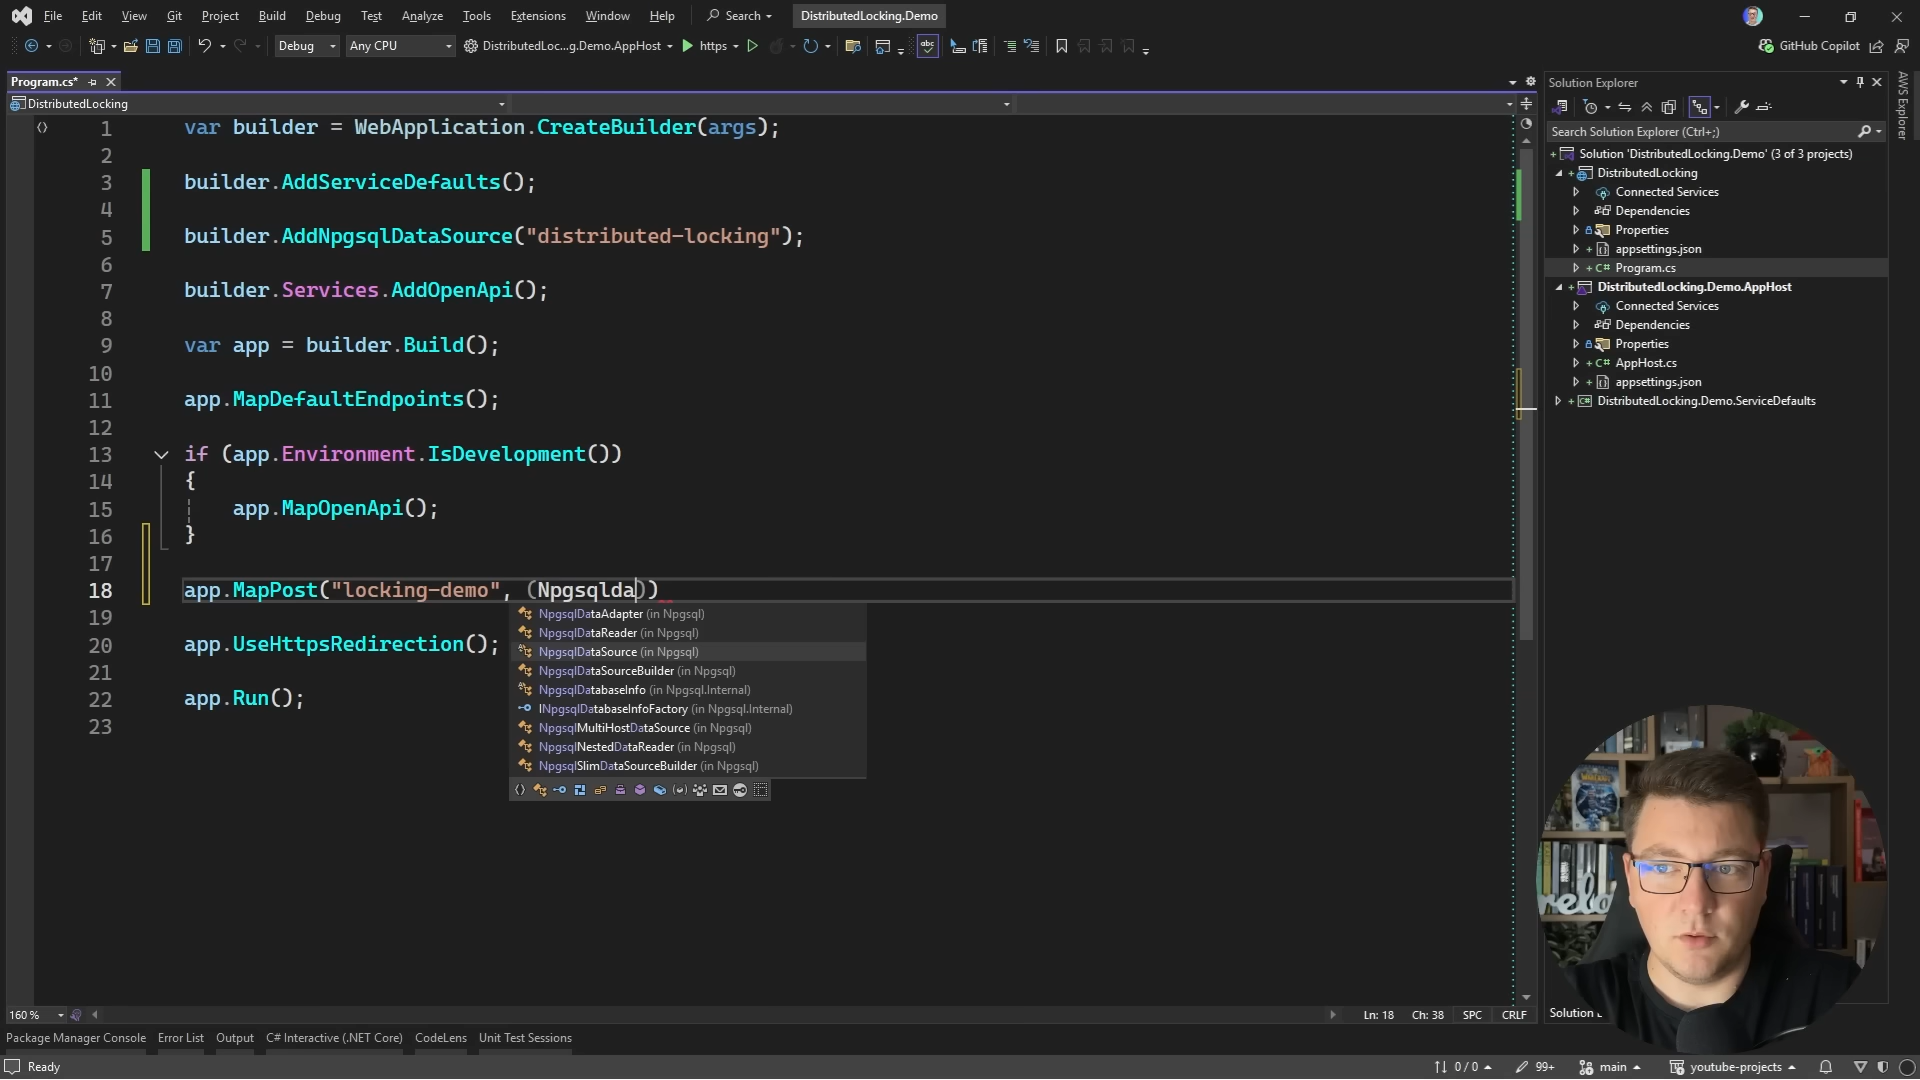 File Edit View Git Project Build Debug Test Analyze Tools Extensions Window Help Search DistributedLocking.Demo
Debug Any CPU DistributedLoc...g.Demo.AppHost https GitHub Copilot
Program.cs*
DistributedLocking
1 var builder = WebApplication.CreateBuilder(args);
2
3 builder.AddServiceDefaults();
4
5 builder.AddNpgsqlDataSource("distributed-locking");
6
7 builder.Services.AddOpenApi();
8
9 var app = builder.Build();
10
11 app.MapDefaultEndpoints();
12
13 if (app.Environment.IsDevelopment())
14 {
15 app.MapOpenApi();
16 }
17
18 app.MapPost("locking-demo", (Npgsqlda))
19
20 app.UseHttpsRedirection();
21
22 app.Run();
23
NpgsqlDataAdapter (in Npgsql)
NpgsqlDataReader (in Npgsql)
NpgsqlDataSource (in Npgsql)
NpgsqlDataSourceBuilder (in Npgsql)
NpgsqlDatabaseInfo (in Npgsql.Internal)
INpgsqlDatabaseInfoFactory (in Npgsql.Internal)
NpgsqlMultiHostDataSource (in Npgsql)
NpgsqlNestedDataReader (in Npgsql)
NpgsqlSlimDataSourceBuilder (in Npgsql)
Solution Explorer
Search Solution Explorer (Ctrl+;)
Solution 'DistributedLocking.Demo' (3 of 3 projects)
DistributedLocking
Connected Services
Dependencies
Properties
appsettings.json
C# Program.cs
DistributedLocking.Demo.AppHost
Connected Services
Dependencies
Properties
C# AppHost.cs
appsettings.json
DistributedLocking.Demo.ServiceDefaults
AWS Explorer
160 % Ln: 18 Ch: 38 SPC CRLF
Solution
Package Manager Console Error List Output C# Interactive (.NET Core) CodeLens Unit Test Sessions
Ready 0 / 0 99+ main youtube-projects